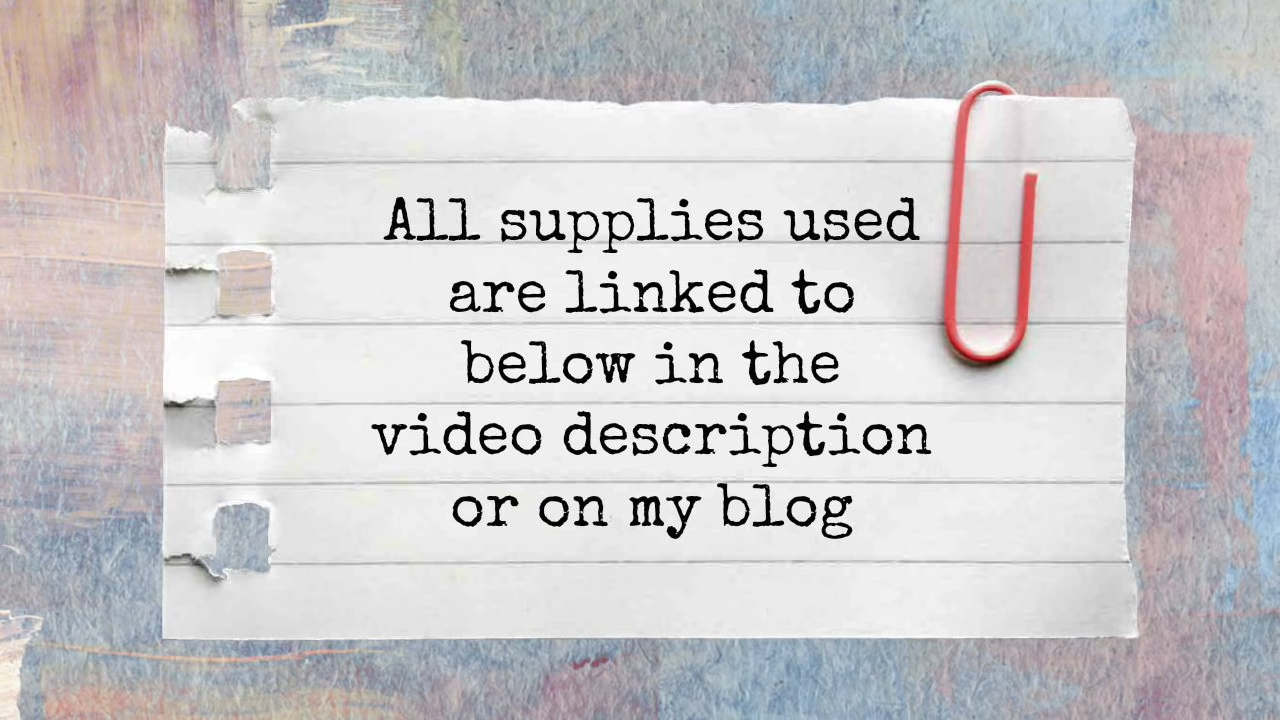 All supplies used
are linked to
below in the
video description
or on my blog